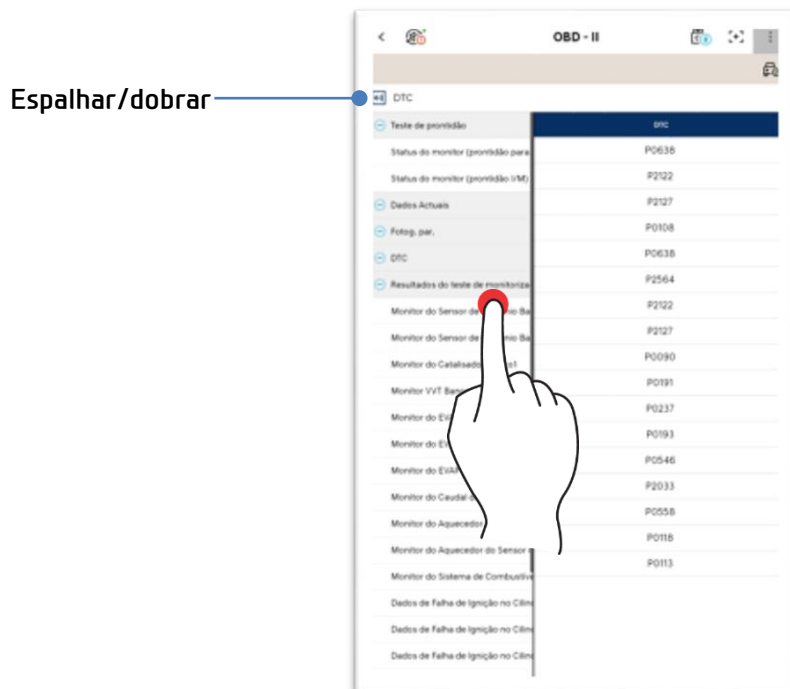 OBD - II
Espalhar/dobrar
DTC
Teste de prontidão
DTC
Status do monitor (prontidão para
P0638
Status do monitor (prontidão I/M)
P2122
Dados Actuais
P2127
Fotog. par.
P0108
DTC
P0638
Resultados do teste de monitoriza
P2564
Monitor do Sensor de
P2122
Monitor do Sensor de
P2127
Monitor do
P0090
Monitor VVT
P0191
Monitor do
P0237
Monitor do
P0193
Monitor do
P0546
Monitor do Caudal
P2033
Monitor do Aquecedor
P0558
Monitor do Aquecedor do Sensor
P0118
Monitor do Sistema de Combustíve
P0113
Dados de Falha de Ignição no Cilin
Dados de Falha de Ignição no Cilin
Dados de Falha de Ignição no Cilin